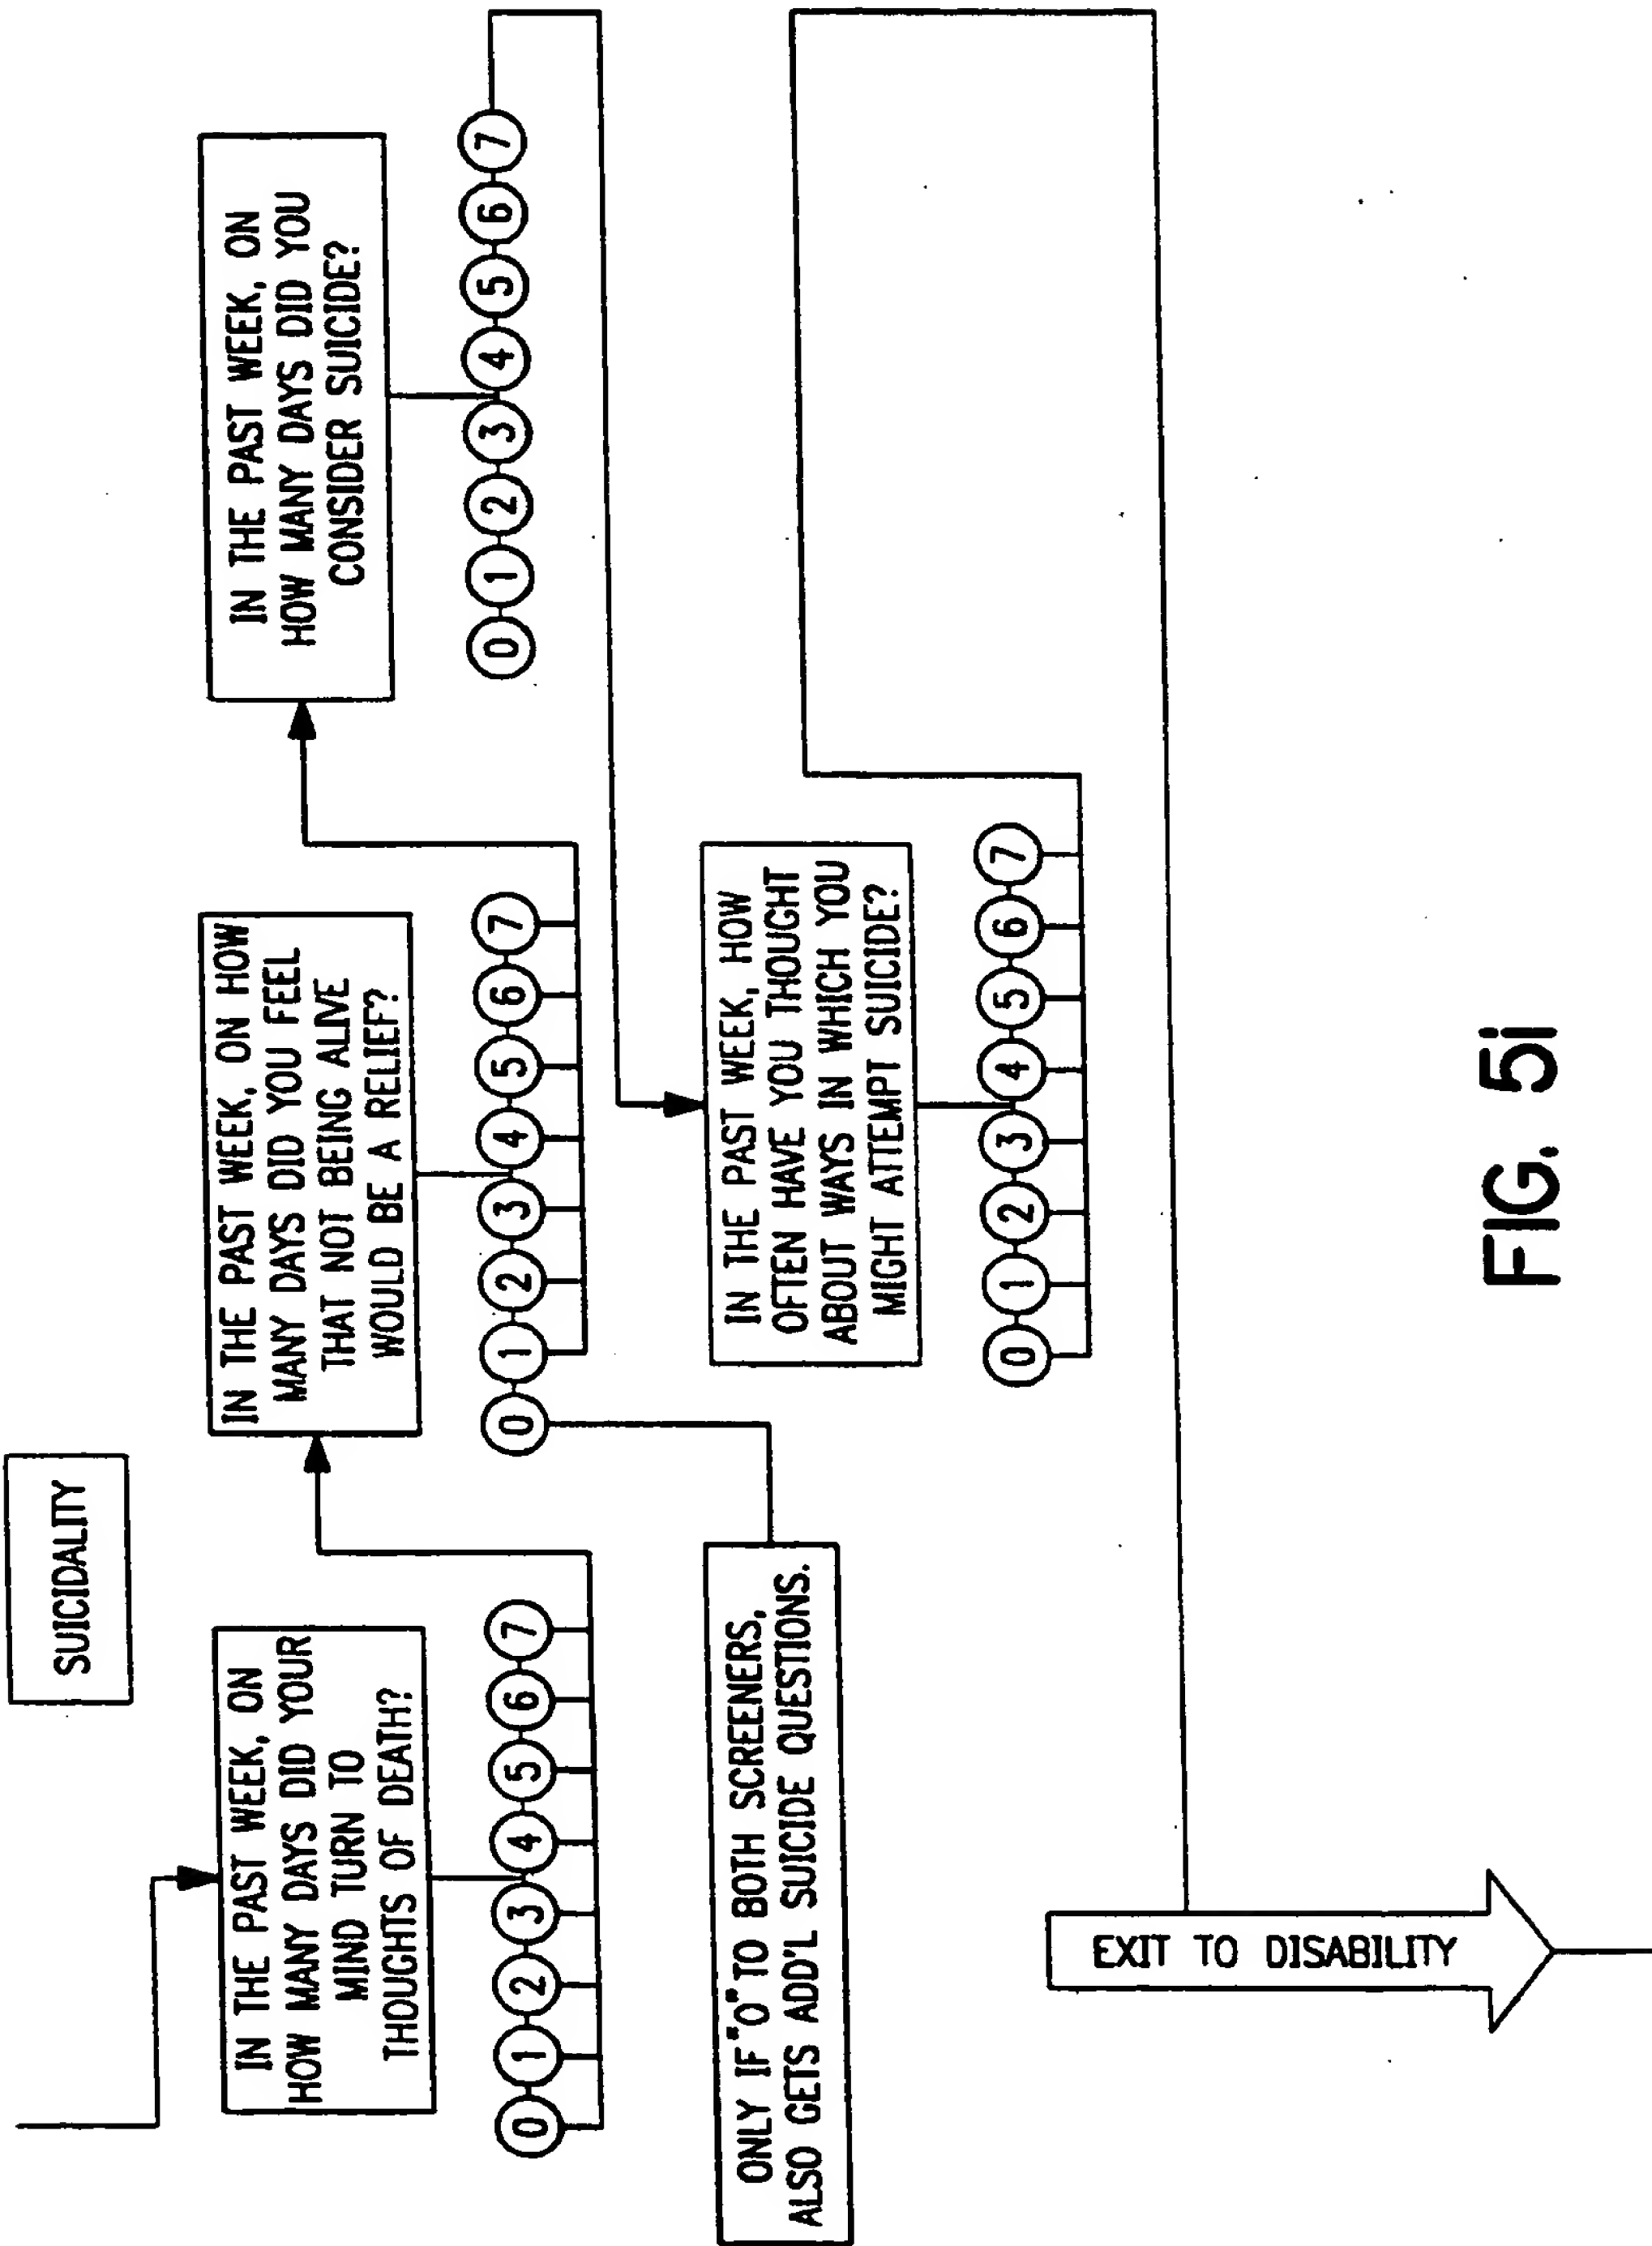 SUICIDALITY
IN THE PAST WEEK, ON
HOW MANY DAYS DID YOUR
MIND TURN TO
THOUGHTS OF DEATH?
0 1 2 3 4 5 6 7
IN THE PAST WEEK, ON HOW
MANY DAYS DID YOU FEEL
THAT NOT BEING ALIVE
WOULD BE A RELIEF?
0 1 2 3 4 5 6 7
IN THE PAST WEEK, ON
HOW MANY DAYS DID YOU
CONSIDER SUICIDE?
0 1 2 3 4 5 6 7
ONLY IF "0" TO BOTH SCREENERS,
ALSO GETS ADD'L SUICIDE QUESTIONS.
IN THE PAST WEEK, HOW
OFTEN HAVE YOU THOUGHT
ABOUT WAYS IN WHICH YOU
MIGHT ATTEMPT SUICIDE?
0 1 2 3 4 5 6 7
EXIT TO DISABILITY
FIG. 5i